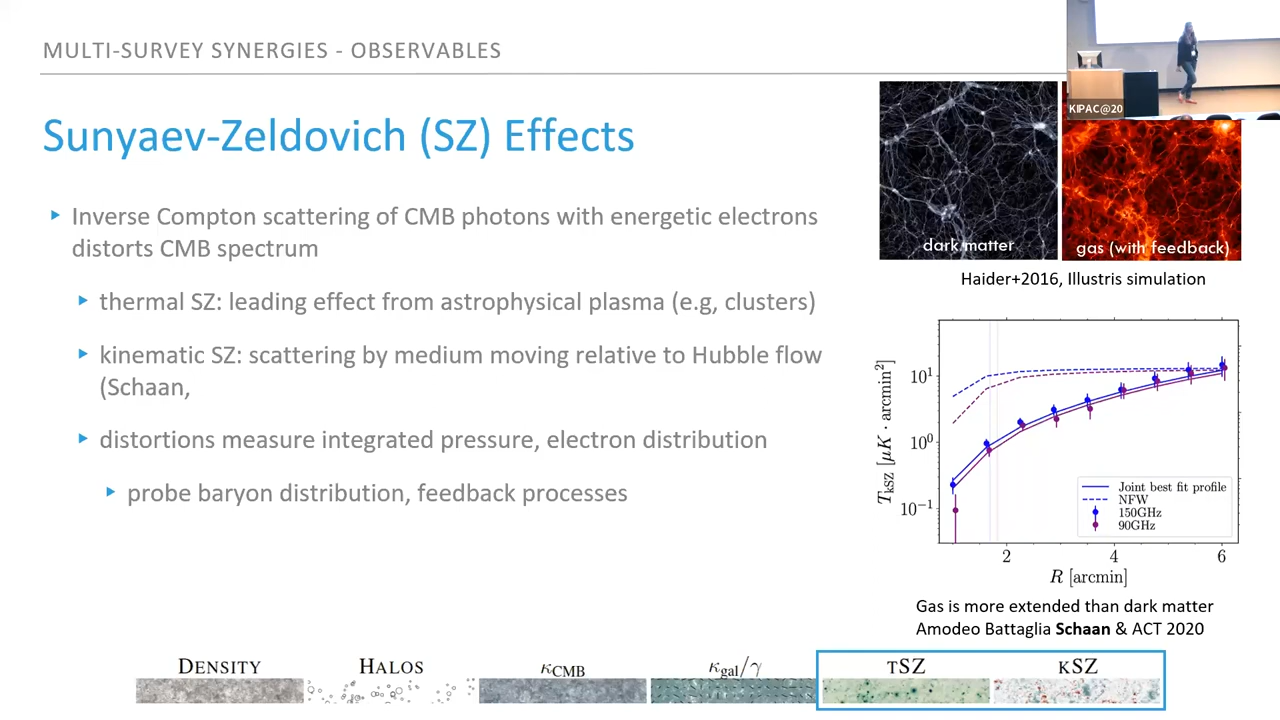 MULTI-SURVEY SYNERGIES - OBSERVABLES
KIPAC@20
Sunyaev-Zeldovich (SZ) Effects
Inverse Compton scattering of CMB photons with energetic electrons
distorts CMB spectrum
thermal SZ: leading effect from astrophysical plasma (e.g, clusters)
kinematic SZ: scattering by medium moving relative to Hubble flow
(Schaan,
distortions measure integrated pressure, electron distribution
probe baryon distribution, feedback processes
dark matter
gas (with feedback)
Haider+2016, Illustris simulation
10¹
10⁰
10⁻¹
T_kSZ [μK · arcmin²]
Joint best fit profile
NFW
150GHz
90GHz
2 4 6
R [arcmin]
Gas is more extended than dark matter
Amodeo Battaglia Schaan & ACT 2020
DENSITY HALOS κCMB κgal/γ TSZ KSZ